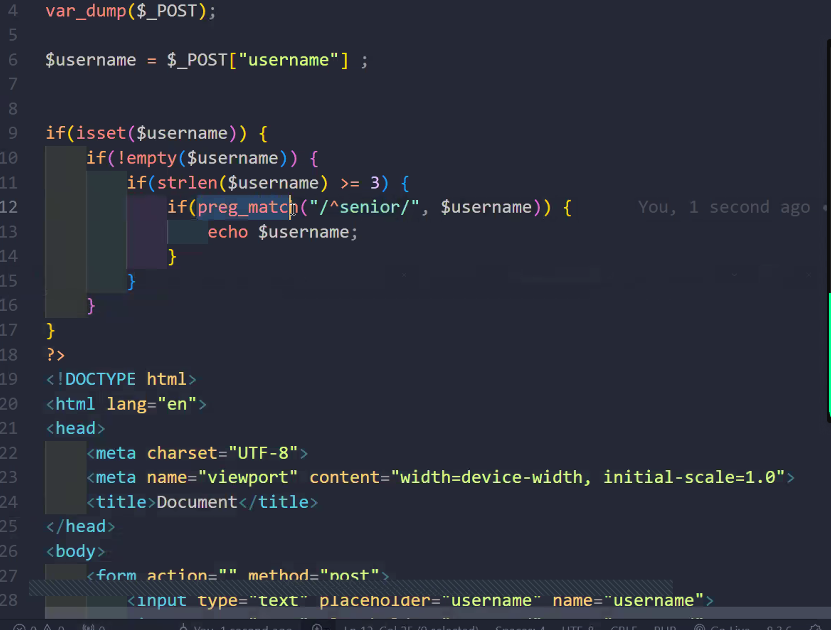 4 var_dump($_POST);
5
6 $username = $_POST["username"] ;
7
8
9 if(isset($username)) {
10 if(!empty($username)) {
11 if(strlen($username) >= 3) {
12 if(preg_match("/^senior/", $username)) { You, 1 second ago •
13 echo $username;
14 }
15 }
16 }
17 }
18 ?>
19 <!DOCTYPE html>
20 <html lang="en">
21 <head>
22 <meta charset="UTF-8">
23 <meta name="viewport" content="width=device-width, initial-scale=1.0">
24 <title>Document</title>
25 </head>
26 <body>
27 <form action="" method="post">
28 <input type="text" placeholder="username" name="username">